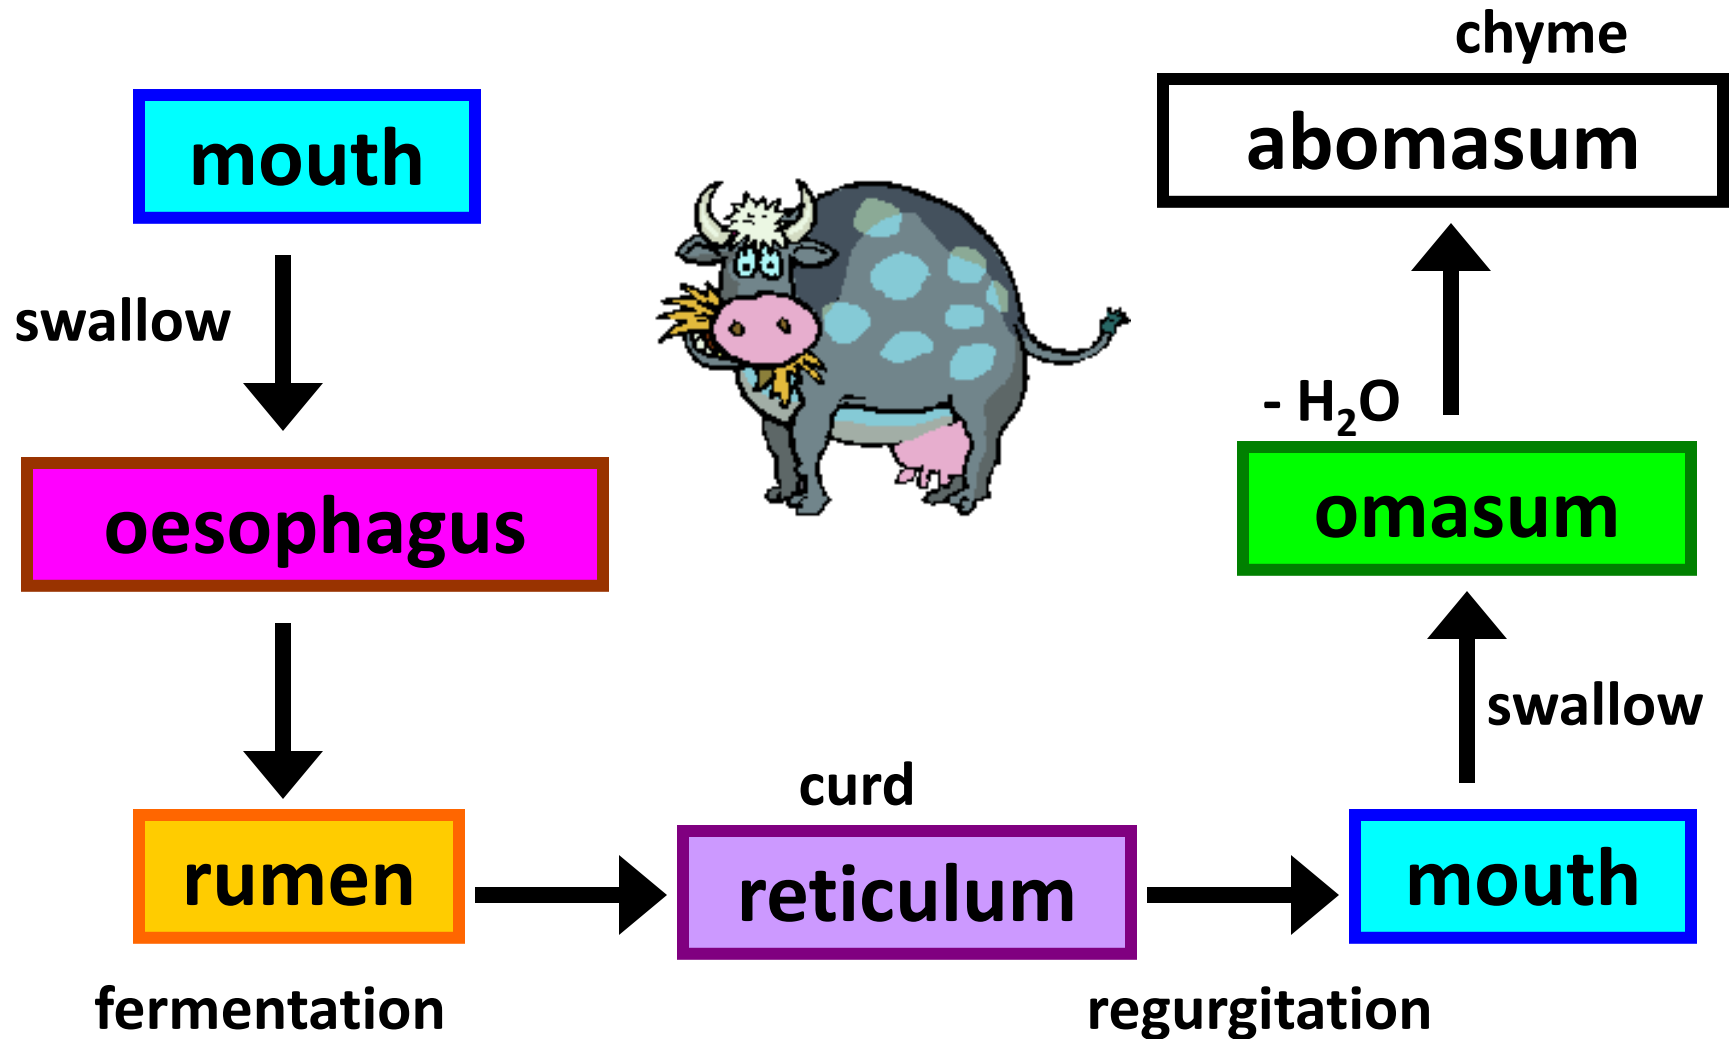 mouth
swallow
oesophagus
rumen
fermentation
curd
reticulum
regurgitation
mouth
swallow
omasum
- H₂O
abomasum
chyme